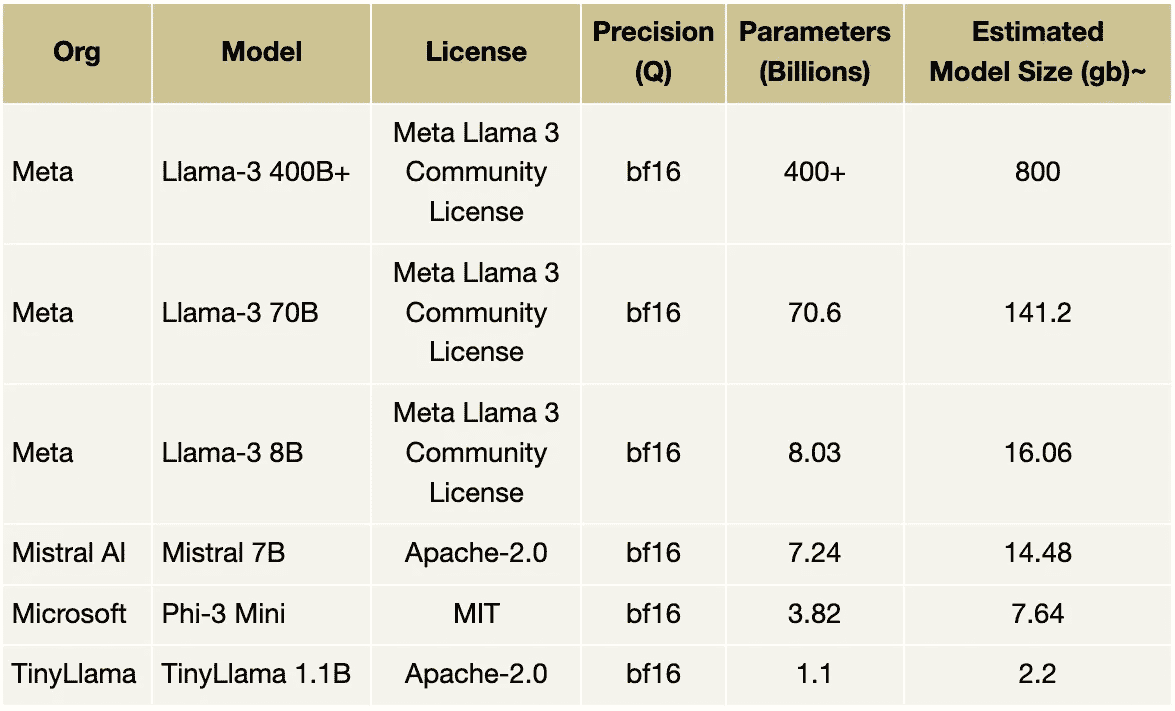 Org Model License Precision (Q) Parameters (Billions) Estimated Model Size (gb)~
Meta Llama-3 400B+ Meta Llama 3 Community License bf16 400+ 800
Meta Llama-3 70B Meta Llama 3 Community License bf16 70.6 141.2
Meta Llama-3 8B Meta Llama 3 Community License bf16 8.03 16.06
Mistral AI Mistral 7B Apache-2.0 bf16 7.24 14.48
Microsoft Phi-3 Mini MIT bf16 3.82 7.64
TinyLlama TinyLlama 1.1B Apache-2.0 bf16 1.1 2.2